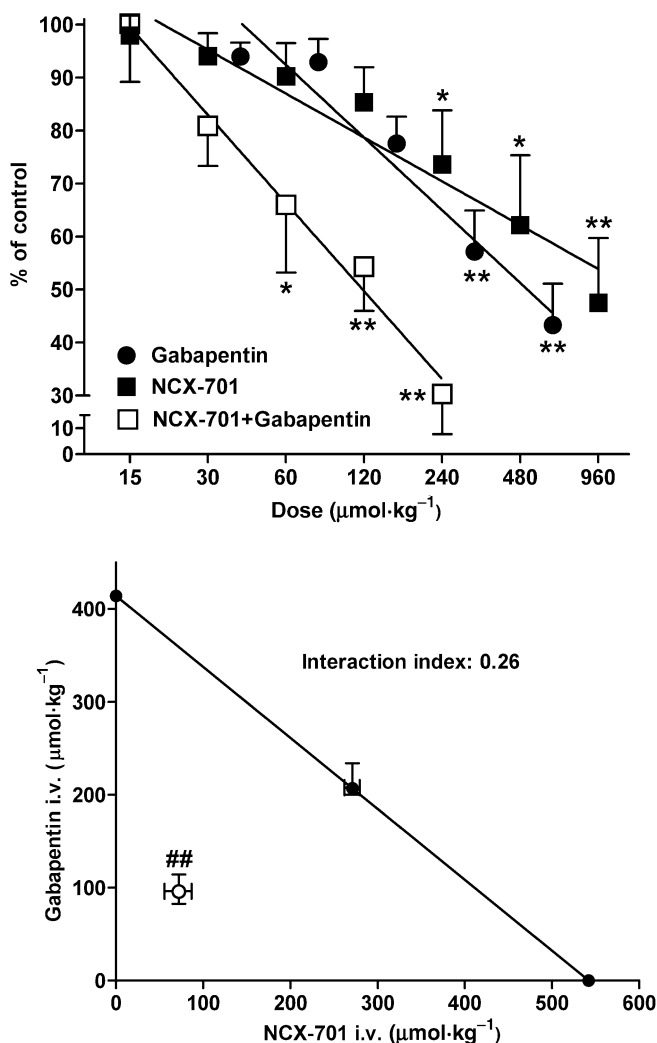 100
90
80
70
60
50
40
30
10
0
% of control
*
*
**
*
**
**
**
**
Gabapentin
NCX-701
NCX-701+Gabapentin
15 30 60 120 240 480 960
Dose (μmol·kg⁻¹)
400
300
200
100
0
Gabapentin i.v. (μmol·kg⁻¹)
Interaction index: 0.26
##
0 100 200 300 400 500 600
NCX-701 i.v. (μmol·kg⁻¹)